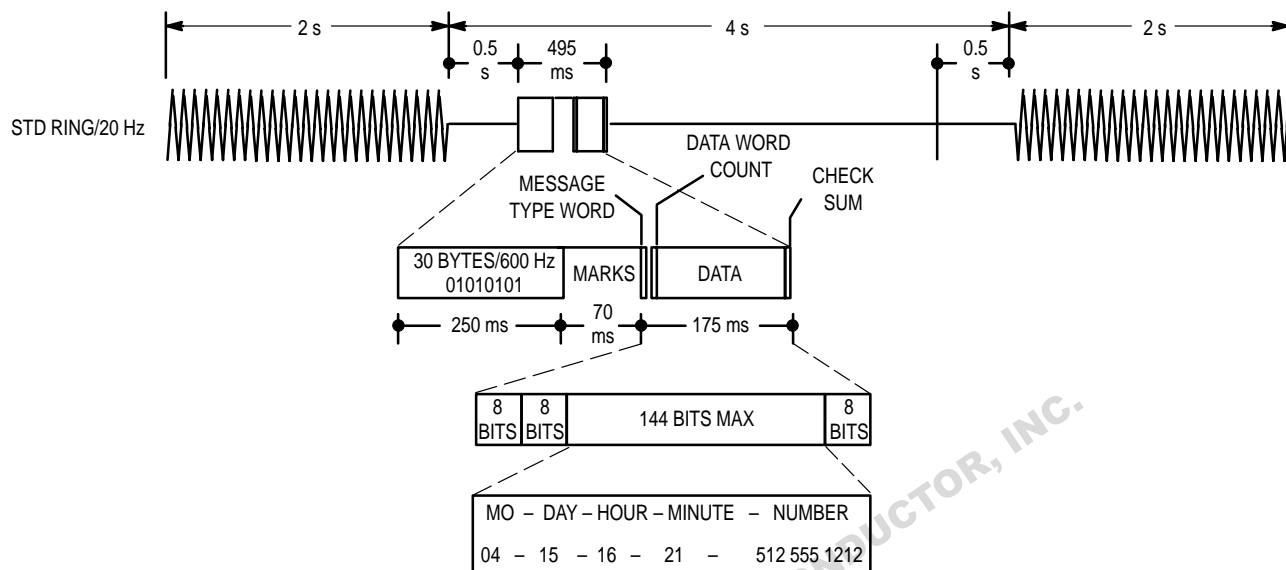 2 s
4 s
2 s
0.5
s
495
ms
0.5
s
STD RING/20 Hz
DATA WORD
COUNT
MESSAGE
TYPE WORD
CHECK
SUM
30 BYTES/600 Hz
01010101
MARKS
DATA
250 ms
70
ms
175 ms
8
BITS
8
BITS
144 BITS MAX
8
BITS
MO – DAY – HOUR – MINUTE – NUMBER
04 – 15 – 16 – 21 – 512 555 1212
INC.